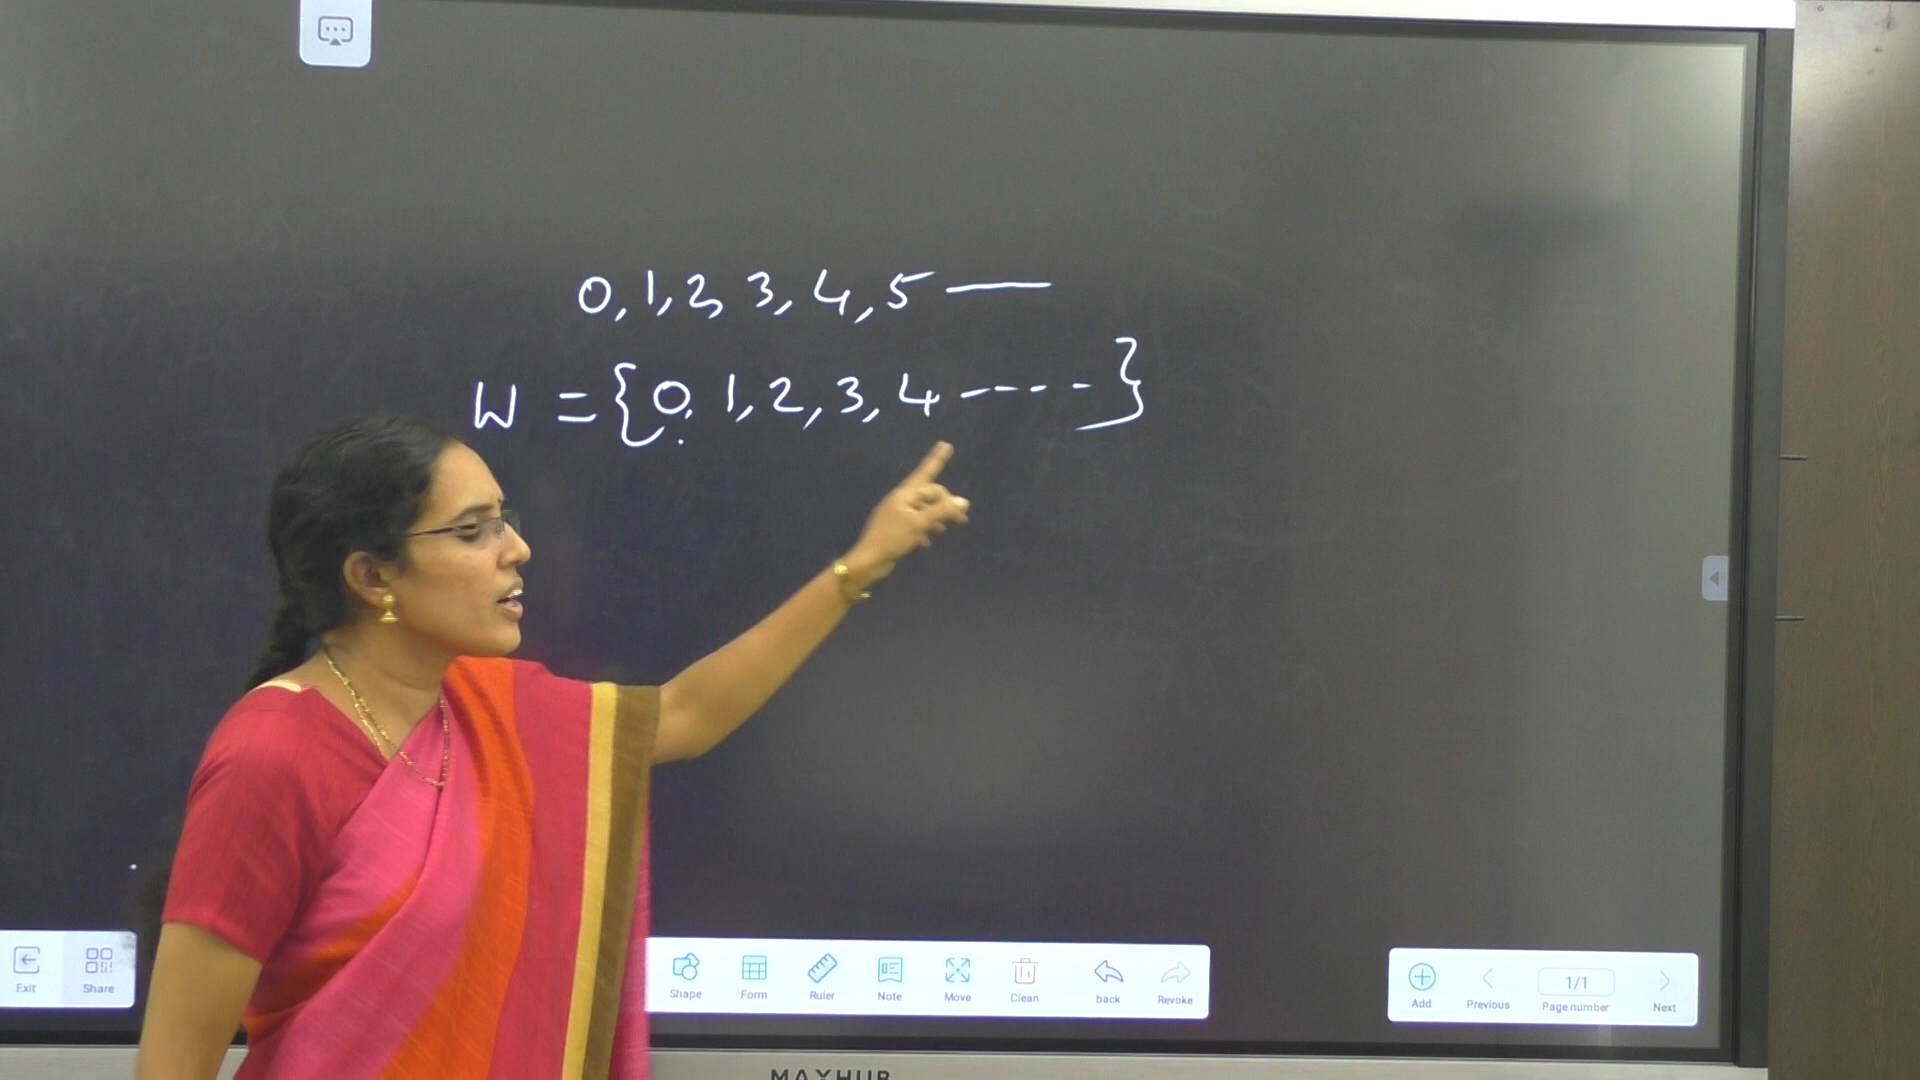 0, 1, 2, 3, 4, 5 ——
W = {0, 1, 2, 3, 4 - - - - -}
Exit Share Shape Form Ruler Note Move Clean back Revoke Add Previous 1/1 Page number Next
MAXHUB